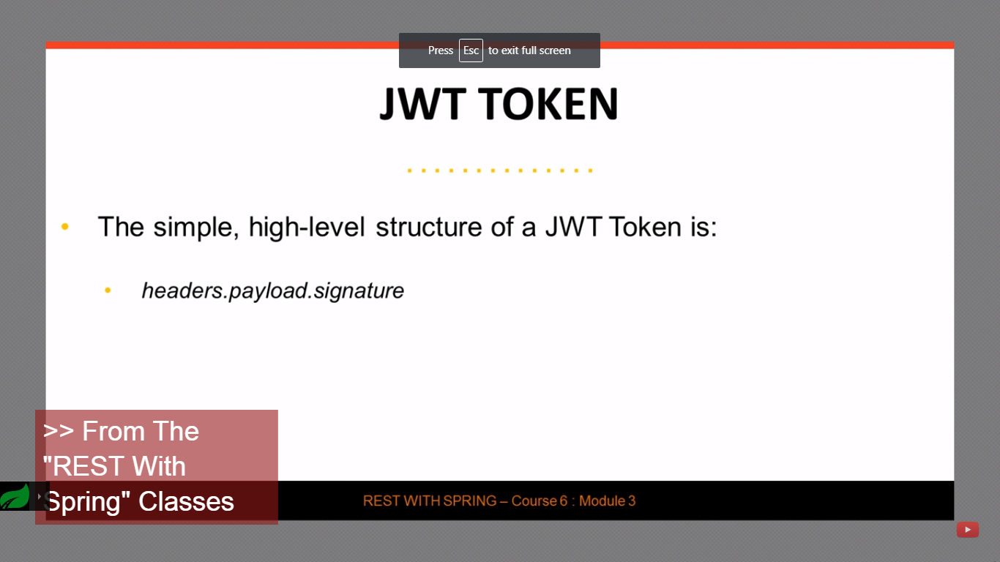 Press Esc to exit full screen
JWT TOKEN
The simple, high-level structure of a JWT Token is:
headers.payload.signature
>> From The
"REST With
Spring" Classes
REST WITH SPRING – Course 6 : Module 3